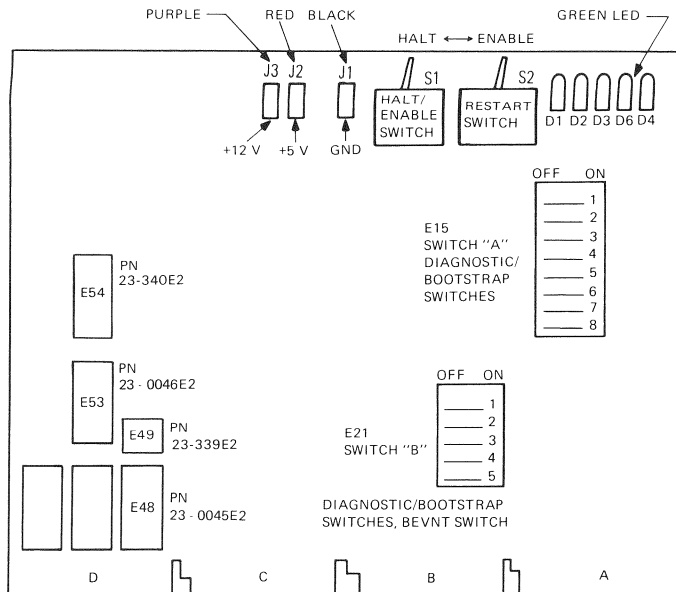 PURPLE RED BLACK GREEN LED
HALT ↔ ENABLE
J3 J2 J1 S1 S2
HALT/
ENABLE
SWITCH
RESTART
SWITCH
D1 D2 D3 D6 D4
+12 V +5 V GND
OFF ON
1
2
3
4
5
6
7
8
E15
SWITCH "A"
DIAGNOSTIC/
BOOTSTRAP
SWITCHES
E54
PN
23-340E2
E53
PN
23 - 0046E2
E49
PN
23-339E2
E48
PN
23 - 0045E2
OFF ON
1
2
3
4
5
E21
SWITCH "B"
DIAGNOSTIC/BOOTSTRAP
SWITCHES, BEVNT SWITCH
D C B A